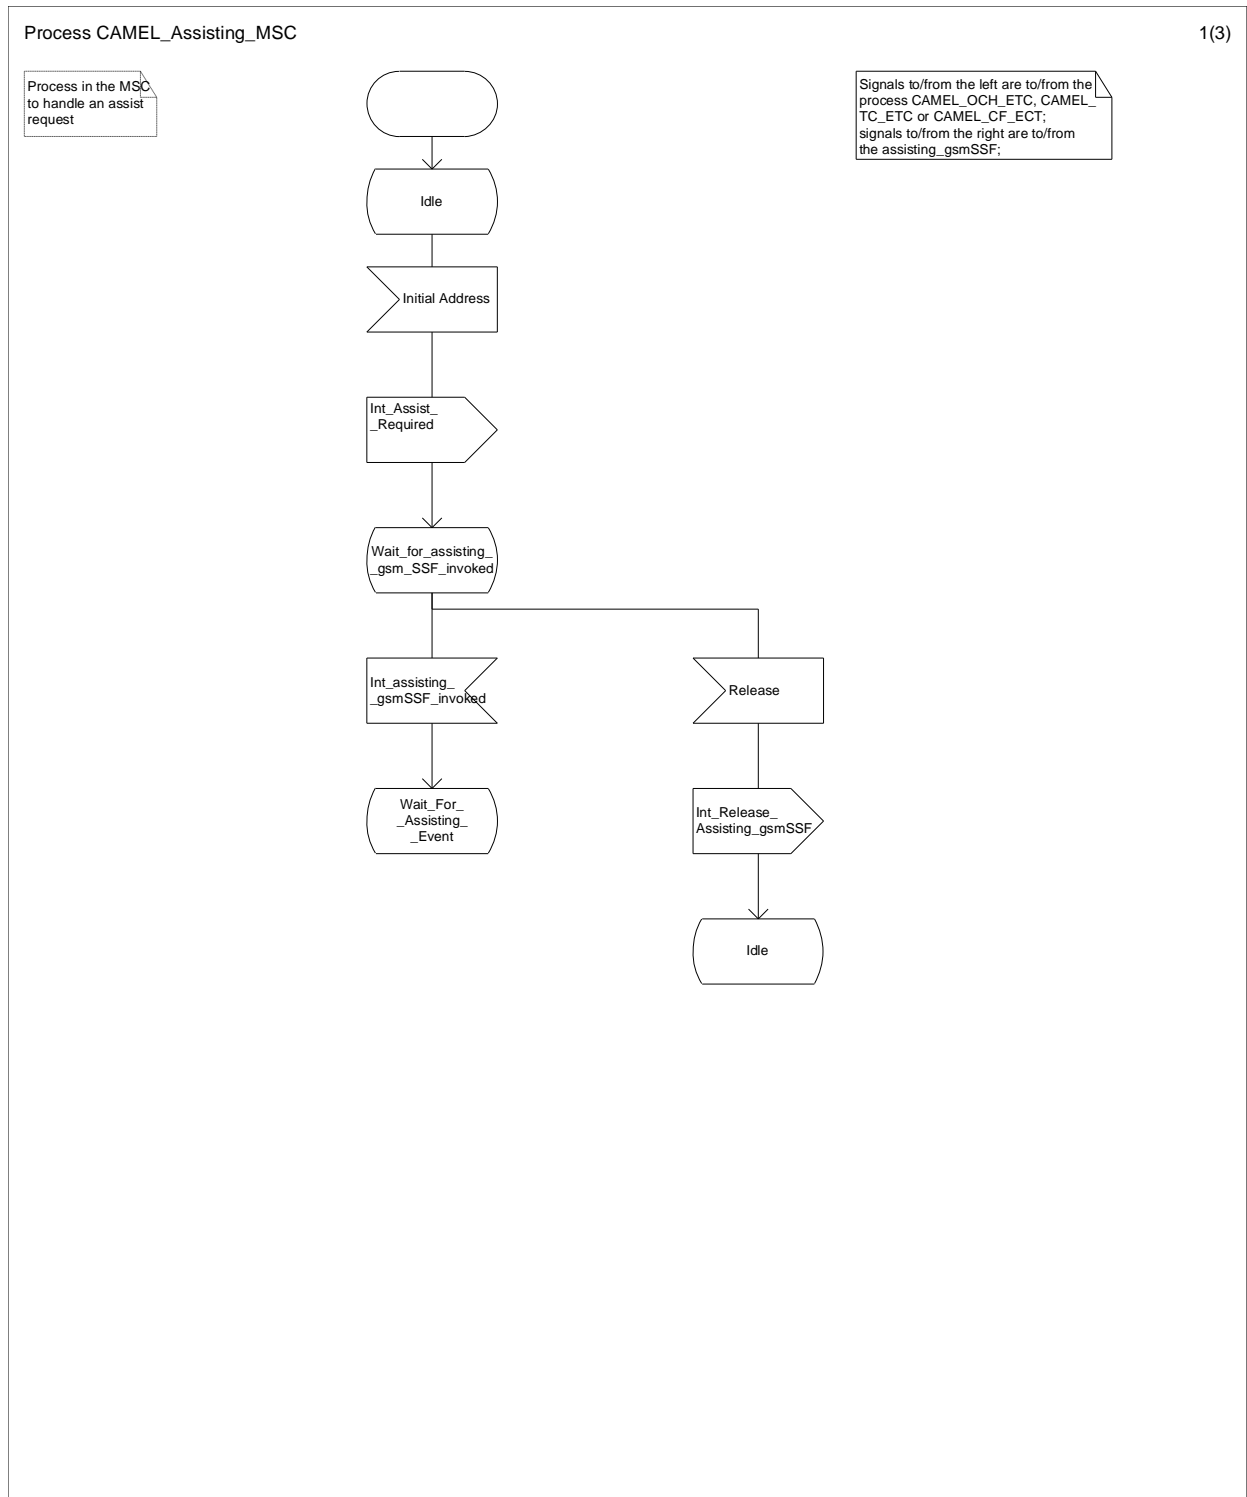 Process CAMEL_Assisting_MSC
1(3)
Process in the MSC
to handle an assist
request
Signals to/from the left are to/from the
process CAMEL_OCH_ETC, CAMEL_
TC_ETC or CAMEL_CF_ECT;
signals to/from the right are to/from
the assisting_gsmSSF;
Idle
Initial Address
Int_Assist_
_Required
Wait_for_assisting_
_gsm_SSF_invoked
Int_assisting_
_gsmSSF_invoked
Release
Wait_For_
_Assisting_
_Event
Int_Release_
Assisting_gsmSSF
Idle